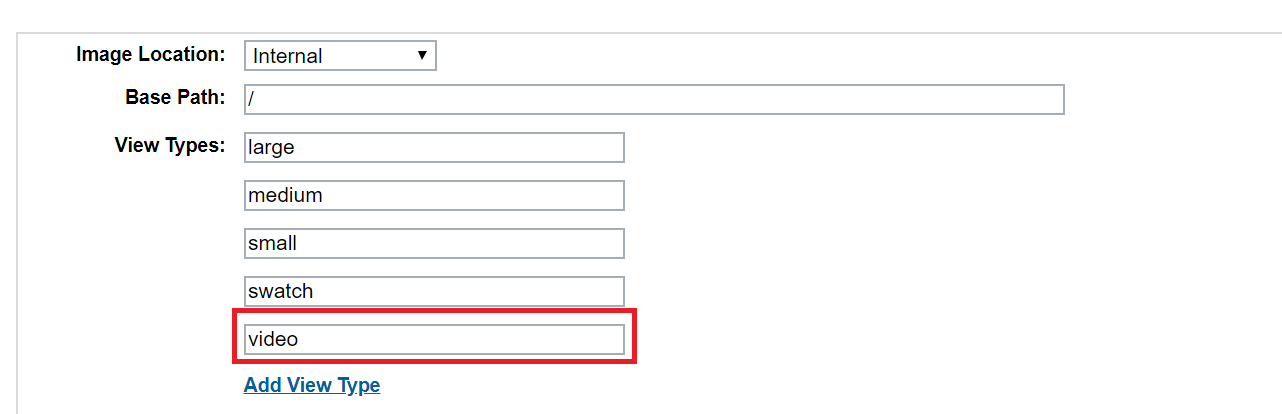 Image Location: Internal
Base Path: /
View Types: large
medium
small
swatch
video
Add View Type